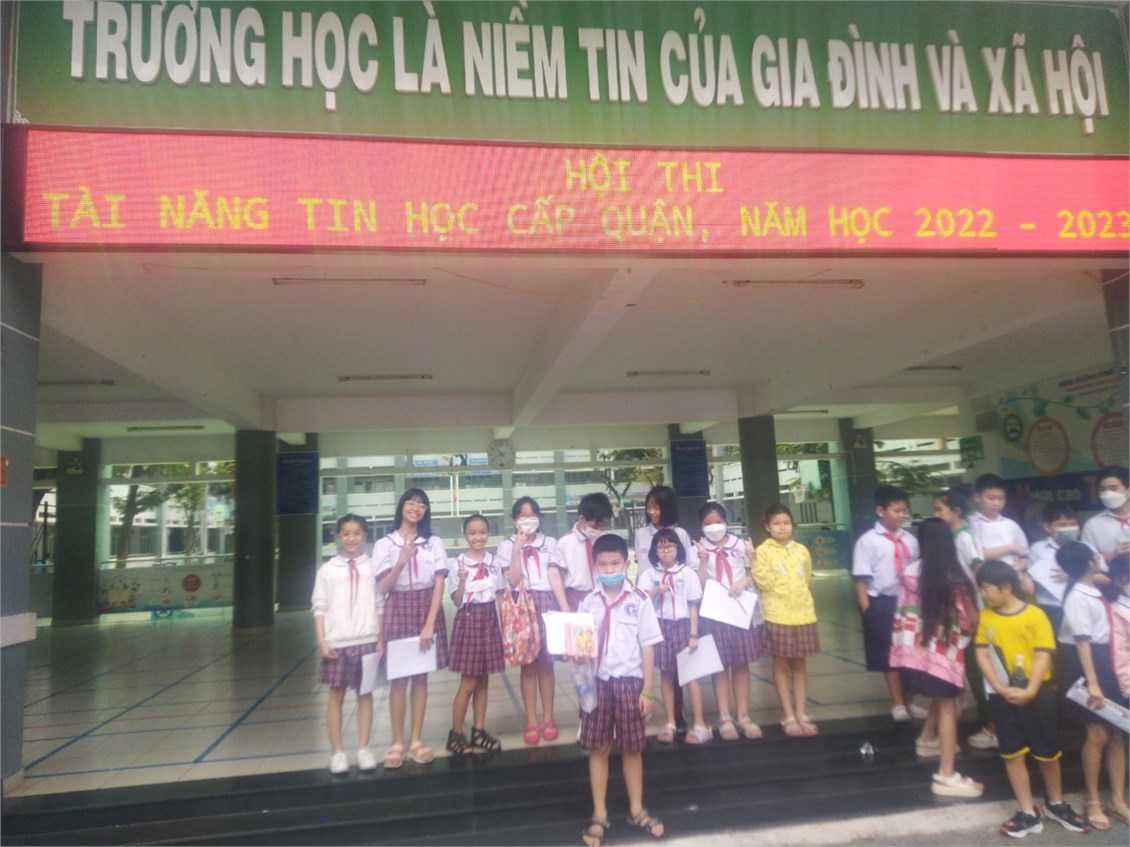 TRƯỜNG HỌC LÀ NIỀM TIN CỦA GIA ĐÌNH VÀ XÃ HỘI
HỘI THI
TÀI NĂNG TIN HỌC CẤP QUẬN, NĂM HỌC 2022 - 2023